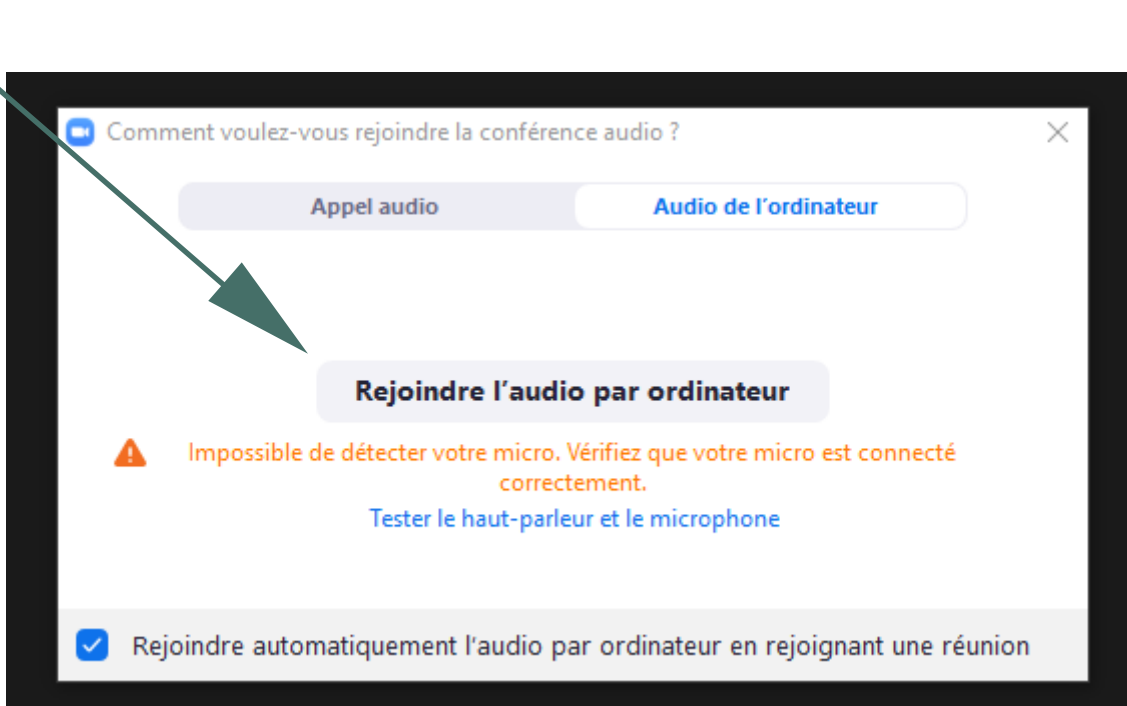 Comment voulez-vous rejoindre la conférence audio ?
Appel audio
Audio de l’ordinateur
Rejoindre l’audio par ordinateur
Impossible de détecter votre micro. Vérifiez que votre micro est connecté
correctement.
Tester le haut-parleur et le microphone
Rejoindre automatiquement l'audio par ordinateur en rejoignant une réunion